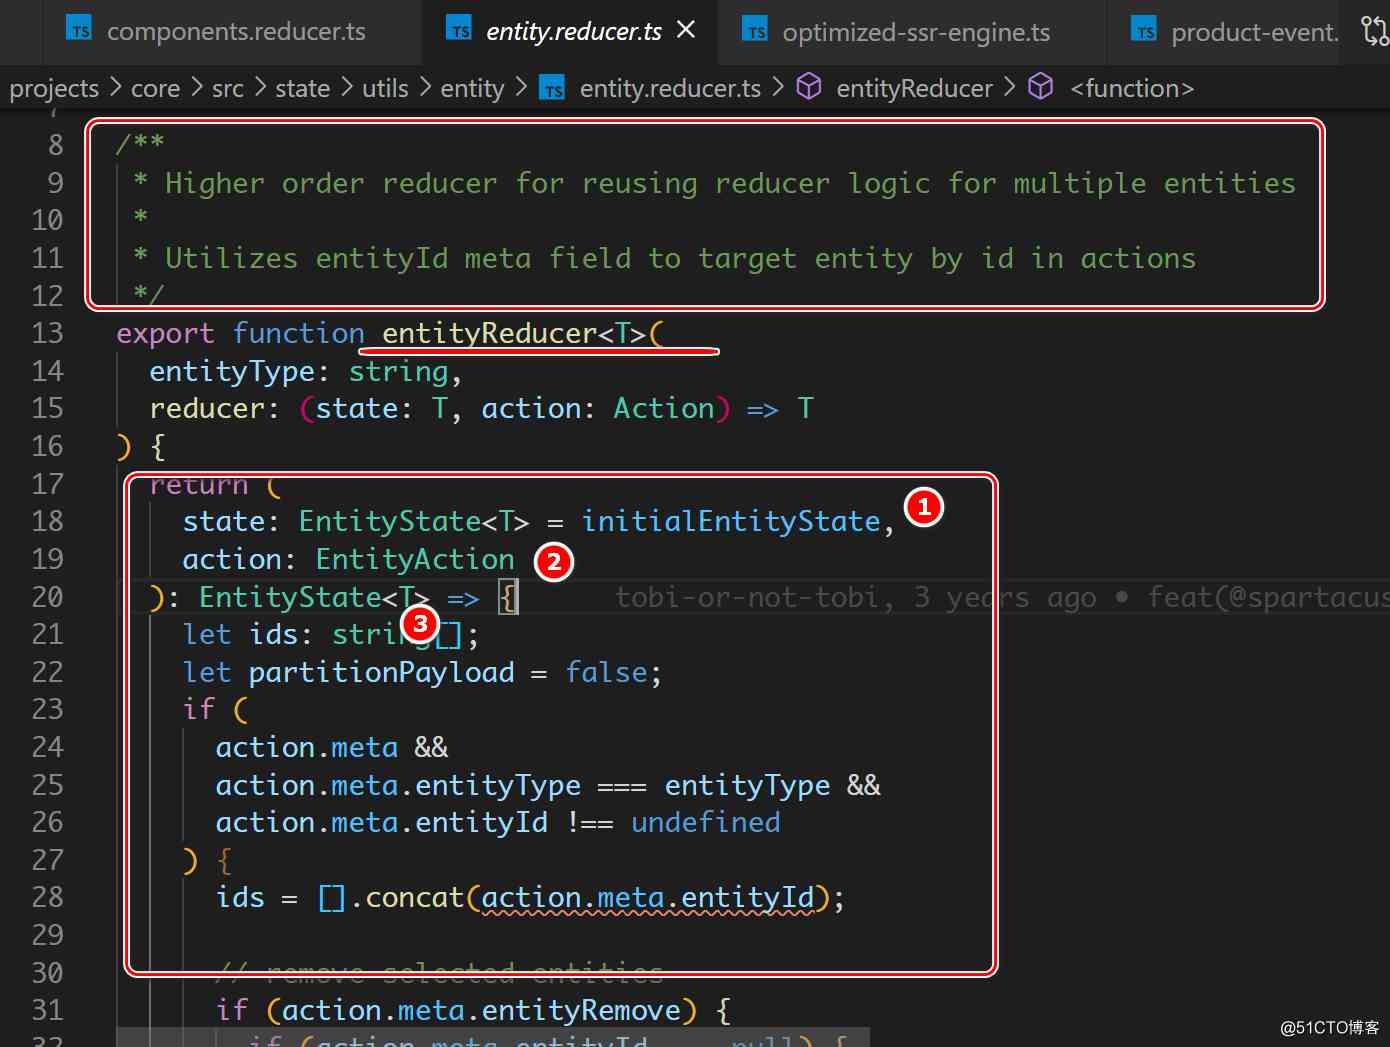 TS components.reducer.ts
TS entity.reducer.ts
TS optimized-ssr-engine.ts
TS product-event.
projects > core > src > state > utils > entity > TS entity.reducer.ts > entityReducer > <function>
7
8 /**
9  * Higher order reducer for reusing reducer logic for multiple entities
10  *
11  * Utilizes entityId meta field to target entity by id in actions
12  */
13 export function entityReducer<T>(
14   entityType: string,
15   reducer: (state: T, action: Action) => T
16 ) {
17   return (
18     state: EntityState<T> = initialEntityState, 1
19     action: EntityAction 2
20   ): EntityState<T> => { tobi-or-not-tobi, 3 years ago • feat(@spartacus
3
21     let ids: string[];
22     let partitionPayload = false;
23     if (
24       action.meta &&
25       action.meta.entityType === entityType &&
26       action.meta.entityId !== undefined
27     ) {
28       ids = [].concat(action.meta.entityId);
29
30       // remove selected entities
31       if (action.meta.entityRemove) {
32         if (action.meta.entityId null) {
@51CTO博客